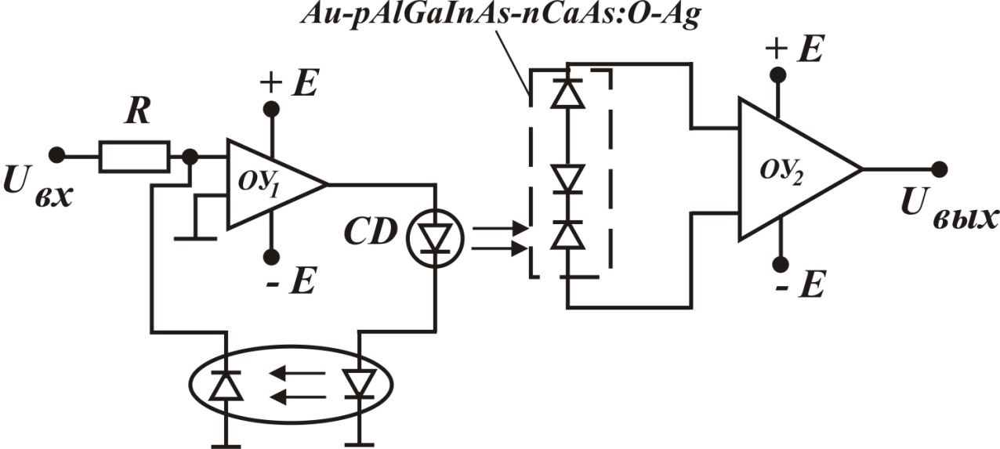 Au-pAlGaInAs-nCaAs:O-Ag
+ E
+ E
R
U вх
ОУ1
ОУ2
U вых
CD
- E
- E